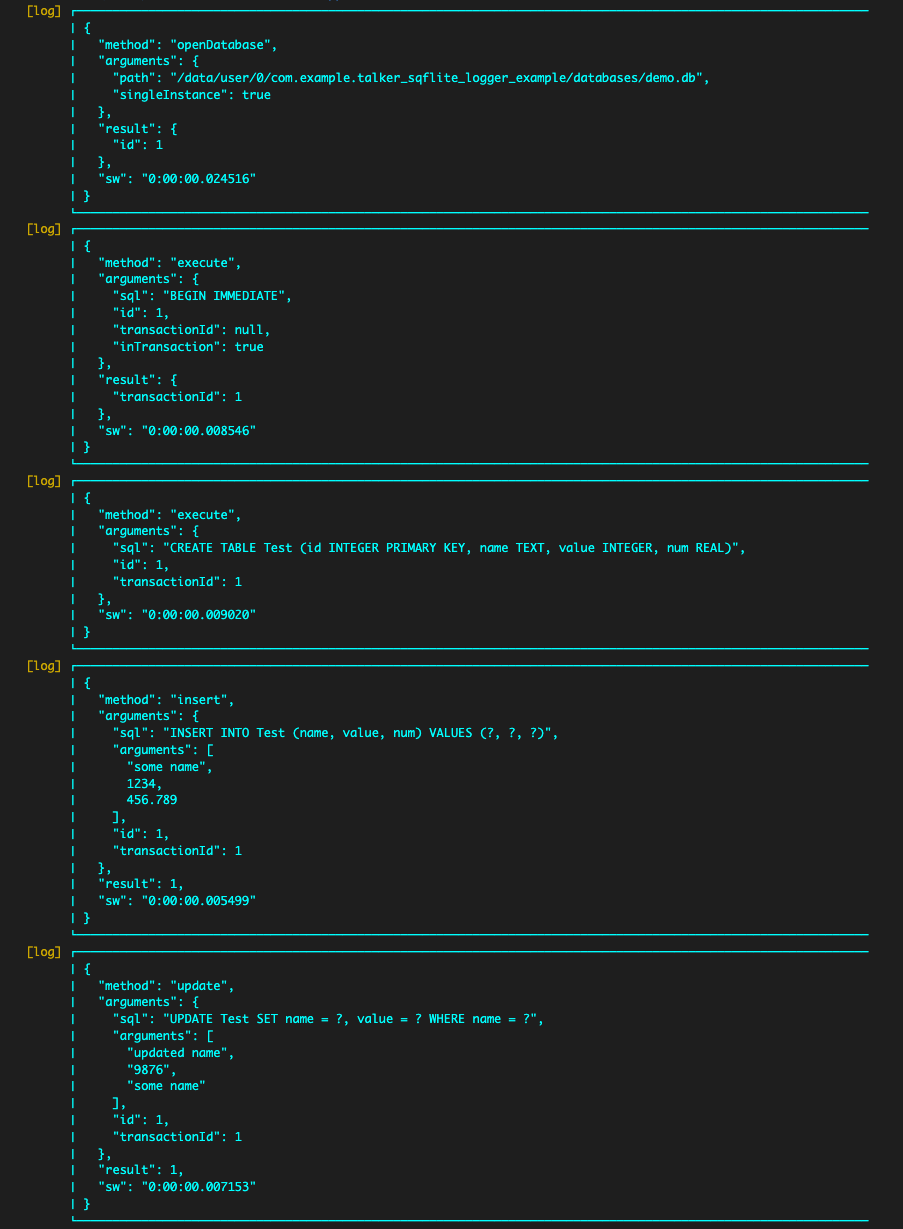 [log]
{
"method": "openDatabase",
"arguments": {
"path": "/data/user/0/com.example.talker_sqflite_logger_example/databases/demo.db",
"singleInstance": true
},
"result": {
"id": 1
},
"sw": "0:00:00.024516"
}
[log]
{
"method": "execute",
"arguments": {
"sql": "BEGIN IMMEDIATE",
"id": 1,
"transactionId": null,
"inTransaction": true
},
"result": {
"transactionId": 1
},
"sw": "0:00:00.008546"
}
[log]
{
"method": "execute",
"arguments": {
"sql": "CREATE TABLE Test (id INTEGER PRIMARY KEY, name TEXT, value INTEGER, num REAL)",
"id": 1,
"transactionId": 1
},
"sw": "0:00:00.009020"
}
[log]
{
"method": "insert",
"arguments": {
"sql": "INSERT INTO Test (name, value, num) VALUES (?, ?, ?)",
"arguments": [
"some name",
1234,
456.789
],
"id": 1,
"transactionId": 1
},
"result": 1,
"sw": "0:00:00.005499"
}
[log]
{
"method": "update",
"arguments": {
"sql": "UPDATE Test SET name = ?, value = ? WHERE name = ?",
"arguments": [
"updated name",
"9876",
"some name"
],
"id": 1,
"transactionId": 1
},
"result": 1,
"sw": "0:00:00.007153"
}